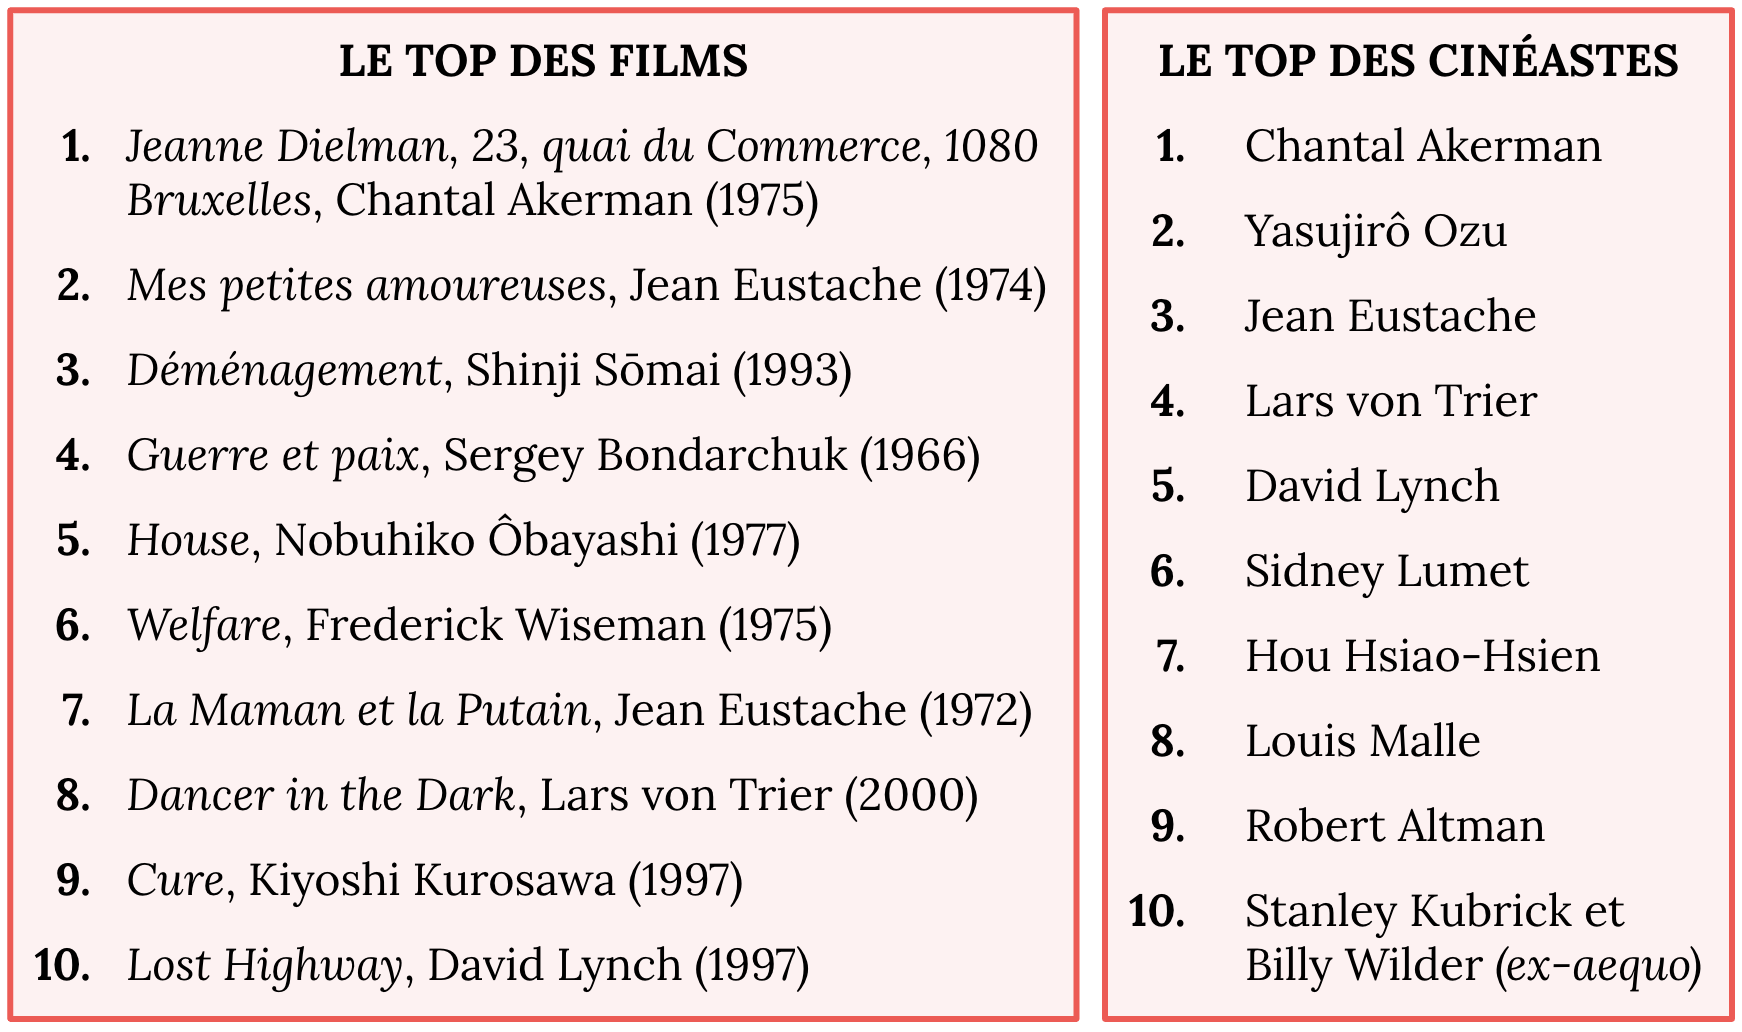 LE TOP DES FILMS
1. Jeanne Dielman, 23, quai du Commerce, 1080
Bruxelles, Chantal Akerman (1975)
2. Mes petites amoureuses, Jean Eustache (1974)
3. Déménagement, Shinji Sōmai (1993)
4. Guerre et paix, Sergey Bondarchuk (1966)
5. House, Nobuhiko Ôbayashi (1977)
6. Welfare, Frederick Wiseman (1975)
7. La Maman et la Putain, Jean Eustache (1972)
8. Dancer in the Dark, Lars von Trier (2000)
9. Cure, Kiyoshi Kurosawa (1997)
10. Lost Highway, David Lynch (1997)
LE TOP DES CINÉASTES
1. Chantal Akerman
2. Yasujirô Ozu
3. Jean Eustache
4. Lars von Trier
5. David Lynch
6. Sidney Lumet
7. Hou Hsiao-Hsien
8. Louis Malle
9. Robert Altman
10. Stanley Kubrick et
Billy Wilder (ex-aequo)